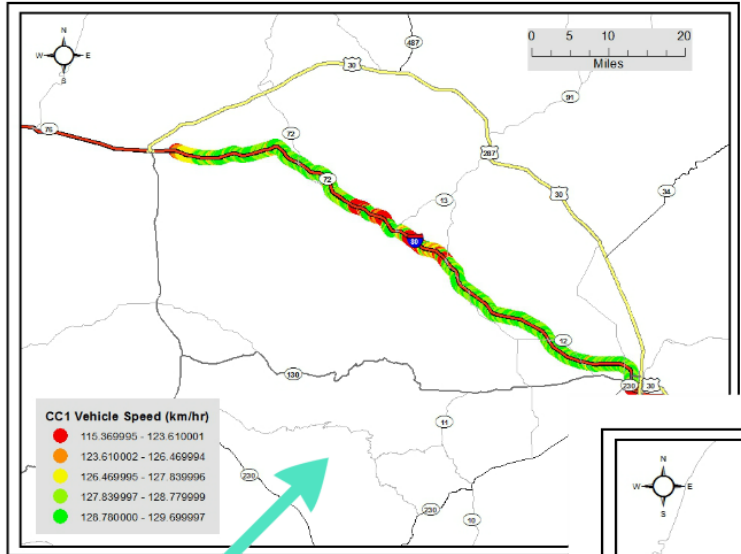 N
W E
S
487
0 5 10 15 20
Miles
30
91
76
72
287
72
34
13
30
80
12
130
230
30
CC1 Vehicle Speed (km/hr)
115.369995 - 123.610001
123.610002 - 126.469994
126.469995 - 127.839996
127.839997 - 128.779999
128.780000 - 129.699997
11
230
230
10
N
W E
S